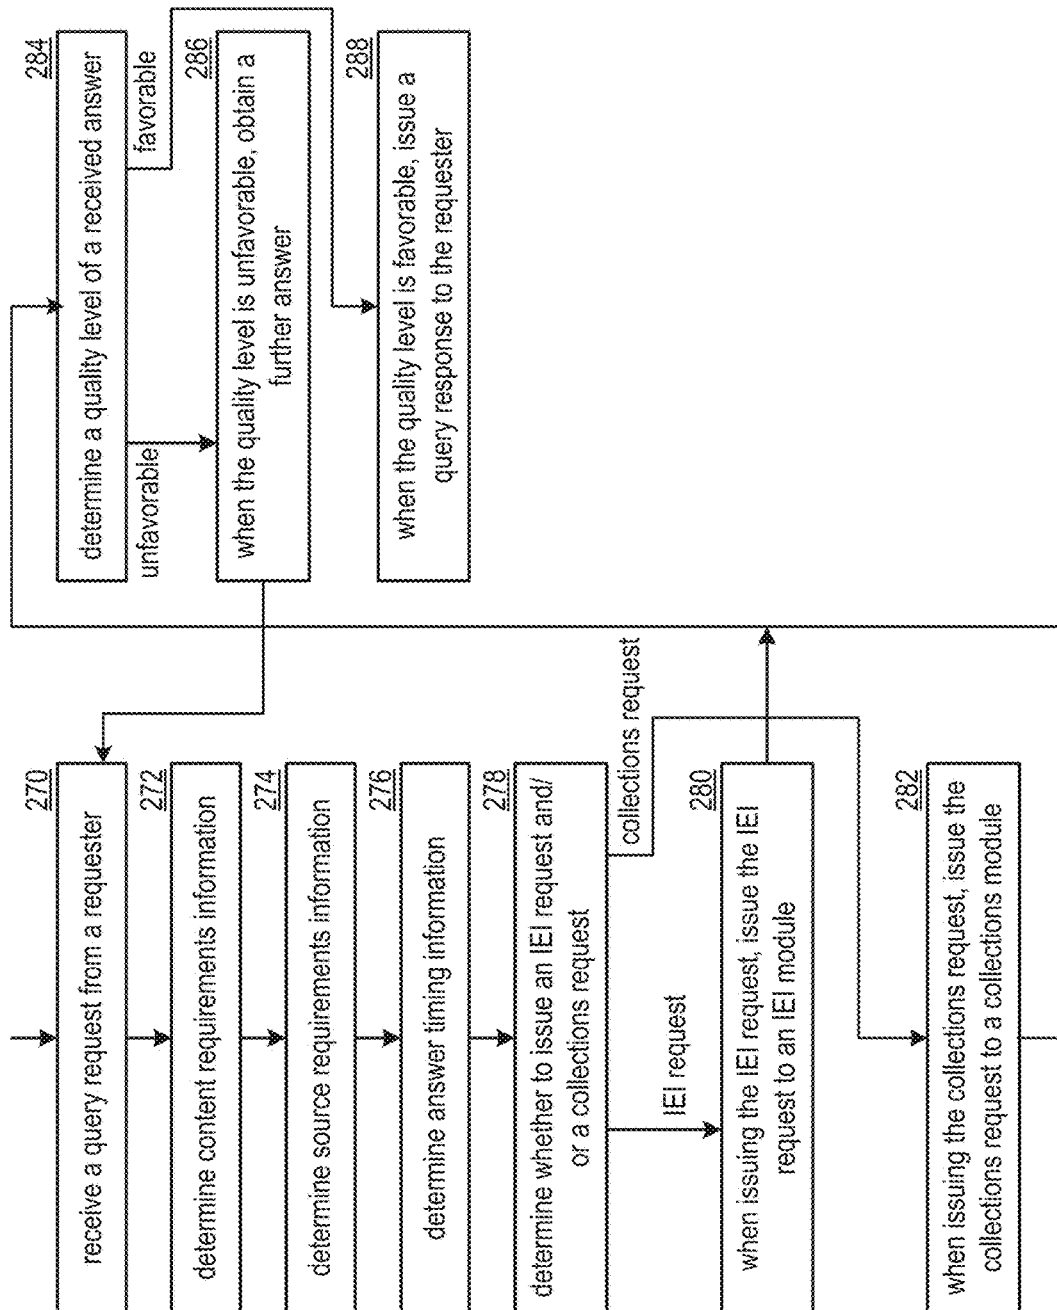 270
receive a query request from a requester
272
determine content requirements information
274
determine source requirements information
276
determine answer timing information
278
determine whether to issue an IEI request and/
or a collections request
IEI request
collections request
280
when issuing the IEI request, issue the IEI
request to an IEI module
282
when issuing the collections request, issue the
collections request to a collections module
284
determine a quality level of a received answer
unfavorable
favorable
286
when the quality level is unfavorable, obtain a
further answer
288
when the quality level is favorable, issue a
query response to the requester